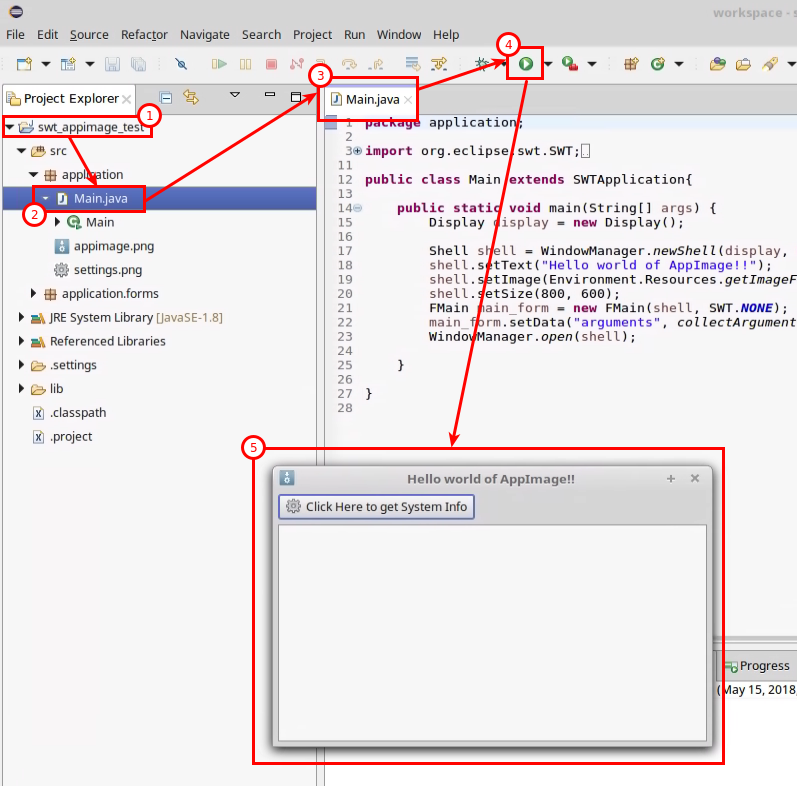 workspace - s
File Edit Source Refactor Navigate Search Project Run Window Help
4
3
Project Explorer
Main.java
1
swt_appimage_test
src
application
2
Main.java
Main
appimage.png
settings.png
application.forms
JRE System Library [JavaSE-1.8]
Referenced Libraries
.settings
lib
.classpath
.project
1 package application;
2
3 import org.eclipse.swt.SWT;
11
12 public class Main extends SWTApplication{
13
14 public static void main(String[] args) {
15 Display display = new Display();
16
17 Shell shell = WindowManager.newShell(display,
18 shell.setText("Hello world of AppImage!!");
19 shell.setImage(Environment.Resources.getImageF
20 shell.setSize(800, 600);
21 FMain main_form = new FMain(shell, SWT.NONE);
22 main_form.setData("arguments", collectArgument
23 WindowManager.open(shell);
24
25 }
26
27 }
28
5
Hello world of AppImage!!
Click Here to get System Info
Progress
(May 15, 2018,